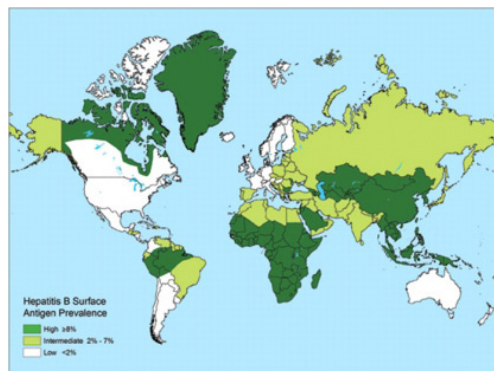 Hepatitis B Surface
Antigen Prevalence
High ≥8%
Intermediate 2% - 7%
Low <2%